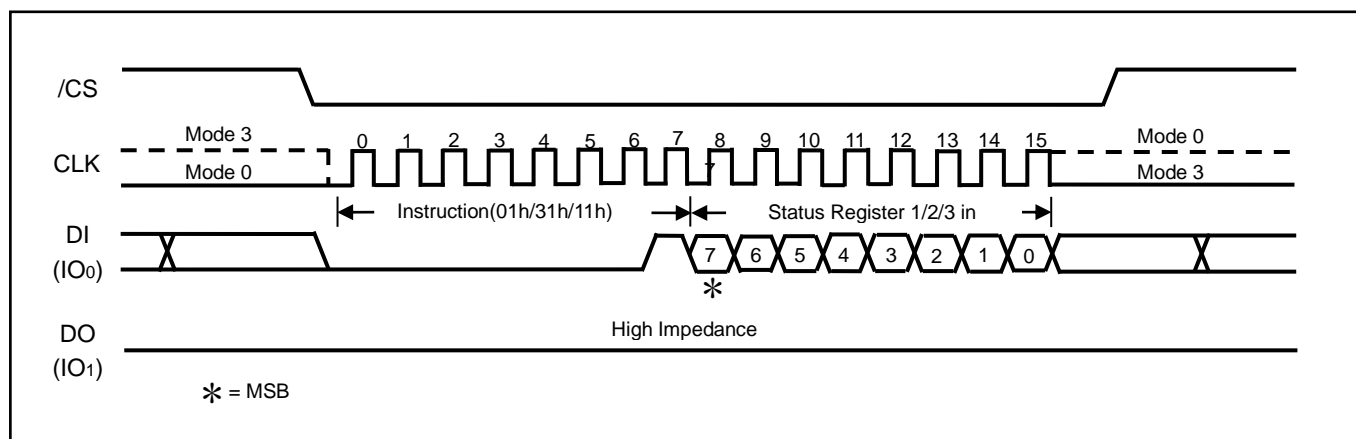 /CS
Mode 3
0 1 2 3 4 5 6 7 8 9 10 11 12 13 14 15
Mode 0
CLK
Mode 0
7
Mode 3
Instruction(01h/31h/11h)
Status Register 1/2/3 in
DI
(IO0)
7 6 5 4 3 2 1 0
*
DO
High Impedance
(IO1)
* = MSB